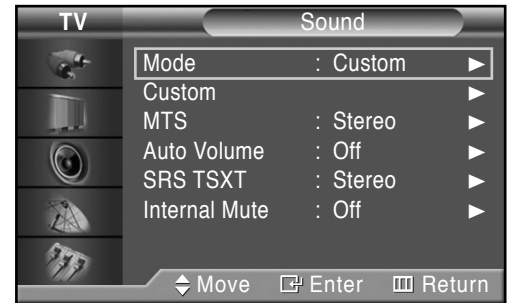 TV Sound
Mode : Custom ►
Custom ►
MTS : Stereo ►
Auto Volume : Off ►
SRS TSXT : Stereo ►
Internal Mute : Off ►
Move Enter Return